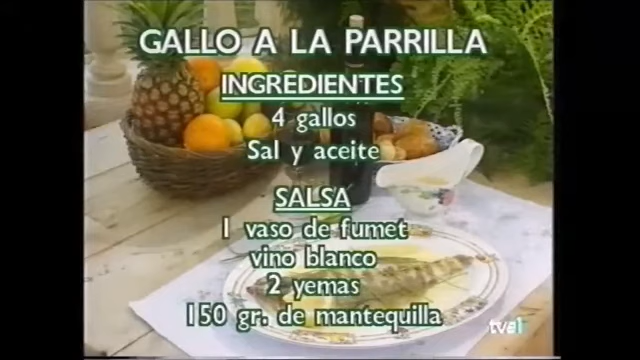 GALLO A LA PARRILLA
INGREDIENTES
4 gallos
Sal y aceite
SALSA
1 vaso de fumet
vino blanco
2 yemas
150 gr. de mantequilla
tve1